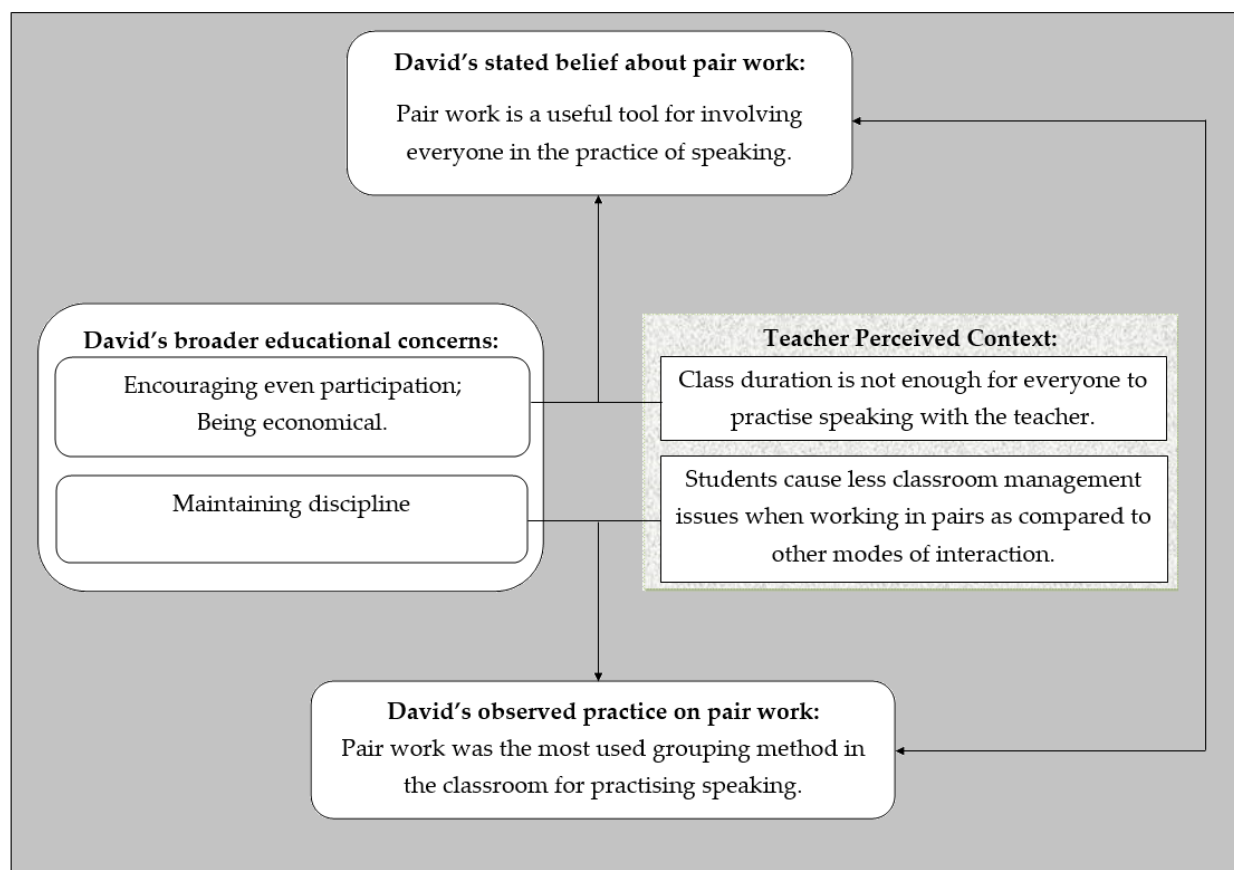 David’s stated belief about pair work:
Pair work is a useful tool for involving
everyone in the practice of speaking.
David’s broader educational concerns:
Encouraging even participation;
Being economical.
Maintaining discipline
Teacher Perceived Context:
Class duration is not enough for everyone to
practise speaking with the teacher.
Students cause less classroom management
issues when working in pairs as compared to
other modes of interaction.
David’s observed practice on pair work:
Pair work was the most used grouping method in
the classroom for practising speaking.